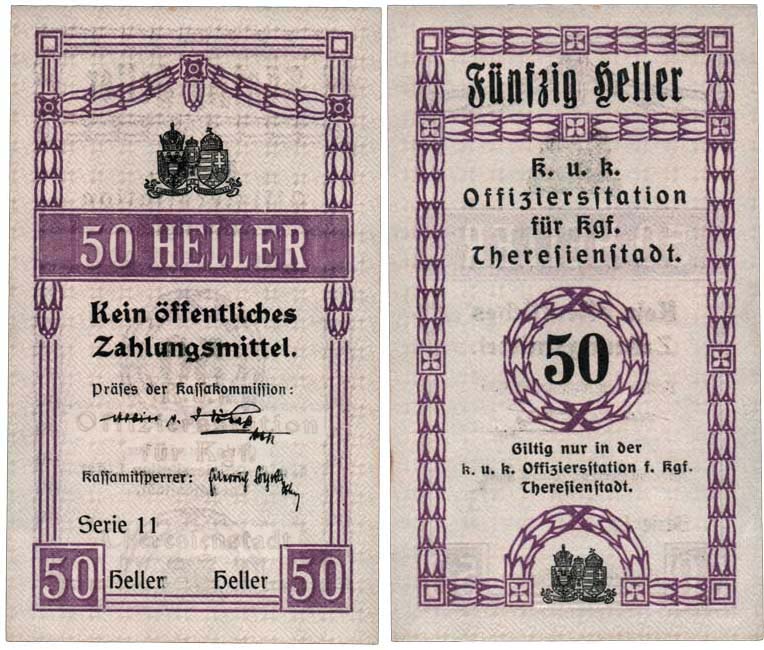 50 HELLER
Kein öffentliches
Zahlungsmittel.
Präses der Kassakommission:
Kassamitsperrer:
Serie 11
50 Heller Heller 50
Fünfzig Heller
k. u. k.
Offiziersstation
für Kgf.
Theresienstadt.
50
Giltig nur in der
k. u. k. Offiziersstation f. Kgf.
Theresienstadt.